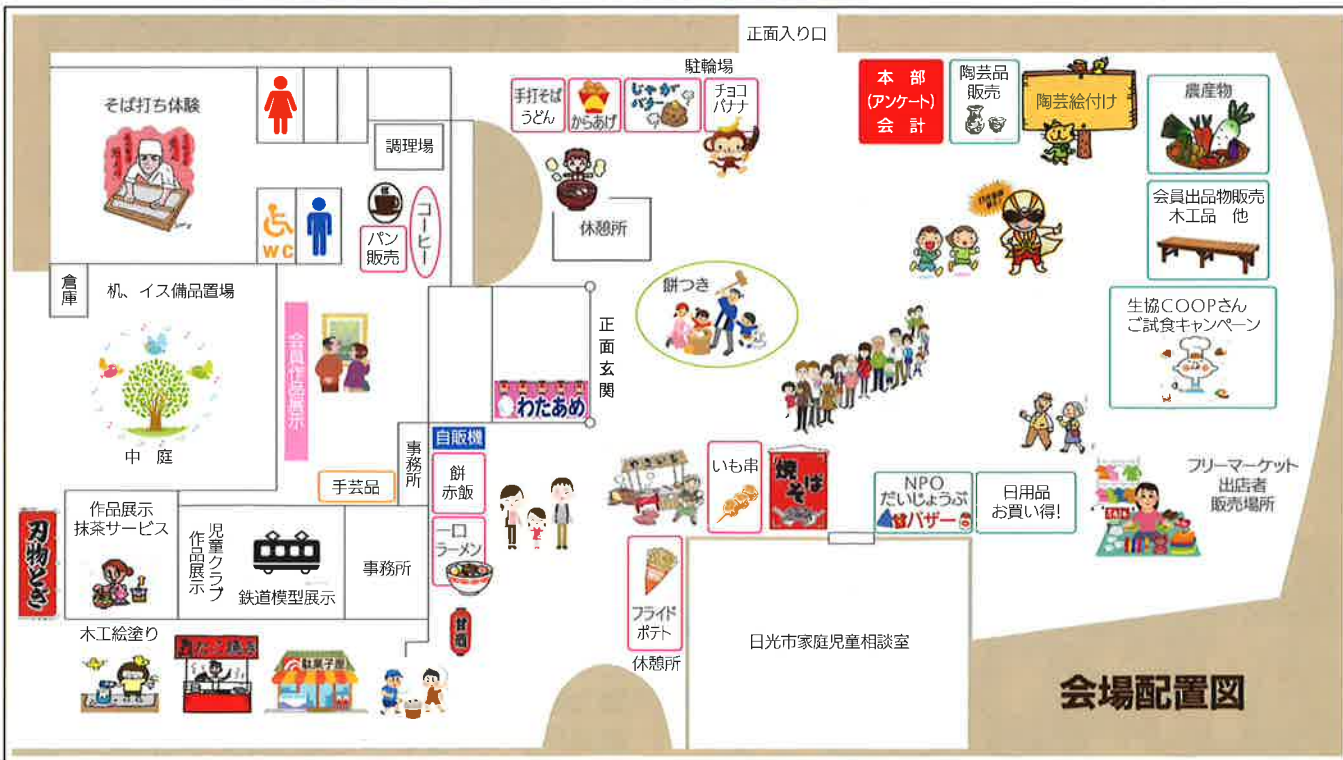 正面入り口
駐輪場
そば打ち体験
手打そば
うどん
からあげ
じゃが
バター
チョコ
バナナ
本部
(アンケート)
会計
陶芸品
販売
陶芸絵付け
農産物
調理場
会員出品物販売
木工品 他
休憩所
コーヒー
パン
販売
WC
倉庫
机、イス備品置場
餅つき
生協COOPさん
ご試食キャンペーン
会員作品展示
正面玄関
わたあめ
中庭
事務所
自販機
餅
赤飯
手芸品
やきいも
いも串
焼そば
NPO
だいじょうぶ
バザー
日用品
お買い得!
フリーマーケット
出店者
販売場所
刃物とぎ
作品展示
抹茶サービス
児童クラブ
作品展示
鉄道模型展示
事務所
一口
ラーメン
甘酒
フライド
ポテト
休憩所
日光市家庭児童相談室
木工絵塗り
駄菓子屋
会場配置図